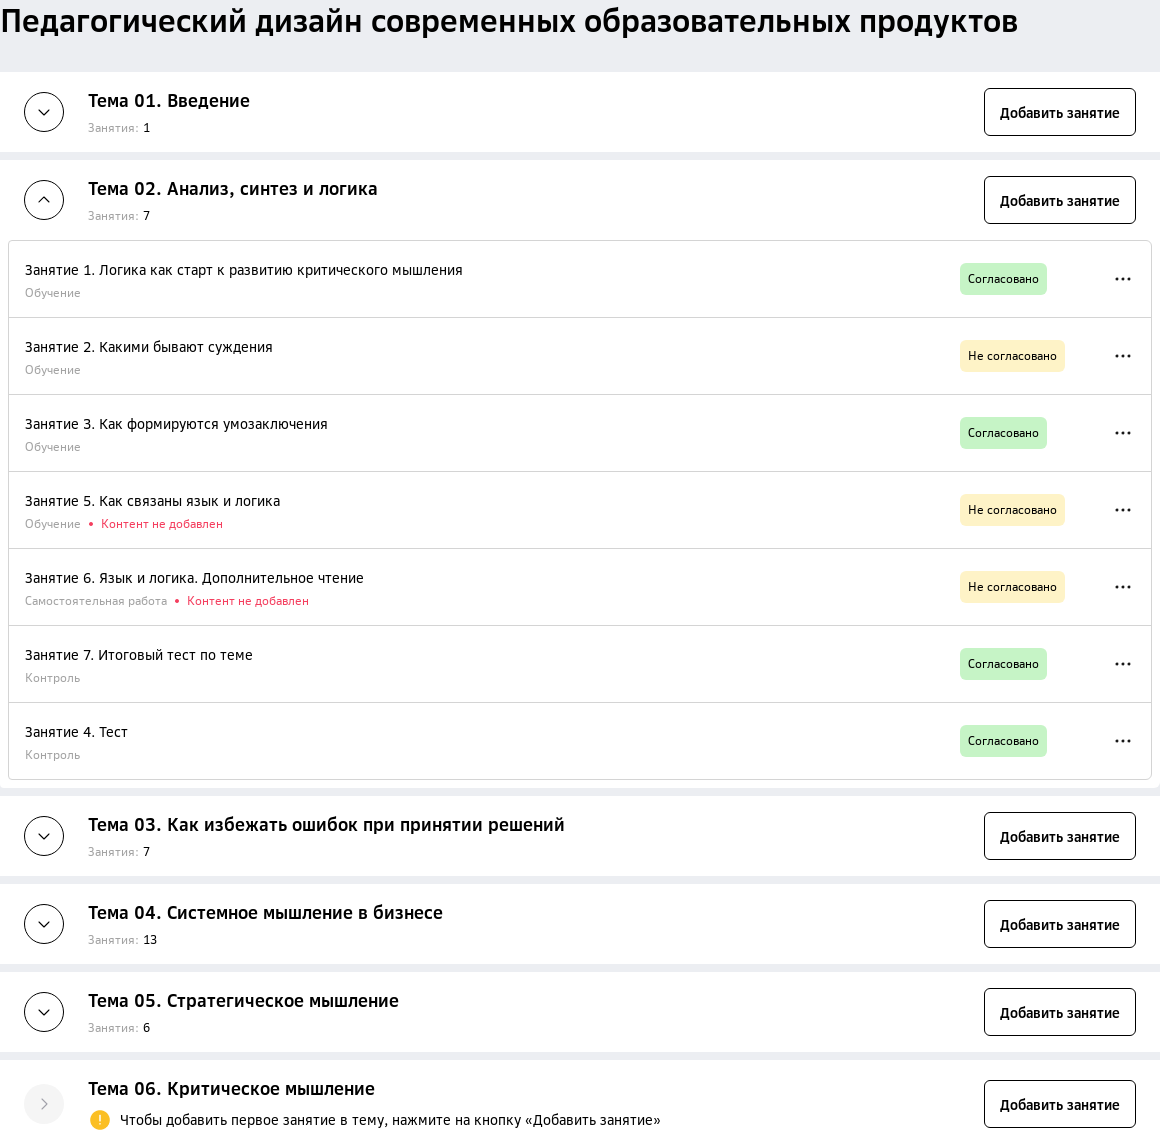 Педагогический дизайн современных образовательных продуктов
Тема 01. Введение
Занятия: 1
Добавить занятие
Тема 02. Анализ, синтез и логика
Занятия: 7
Добавить занятие
Занятие 1. Логика как старт к развитию критического мышления
Обучение
Согласовано
Занятие 2. Какими бывают суждения
Обучение
Не согласовано
Занятие 3. Как формируются умозаключения
Обучение
Согласовано
Занятие 5. Как связаны язык и логика
Обучение • Контент не добавлен
Не согласовано
Занятие 6. Язык и логика. Дополнительное чтение
Самостоятельная работа • Контент не добавлен
Не согласовано
Занятие 7. Итоговый тест по теме
Контроль
Согласовано
Занятие 4. Тест
Контроль
Согласовано
Тема 03. Как избежать ошибок при принятии решений
Занятия: 7
Добавить занятие
Тема 04. Системное мышление в бизнесе
Занятия: 13
Добавить занятие
Тема 05. Стратегическое мышление
Занятия: 6
Добавить занятие
Тема 06. Критическое мышление
Чтобы добавить первое занятие в тему, нажмите на кнопку «Добавить занятие»
Добавить занятие